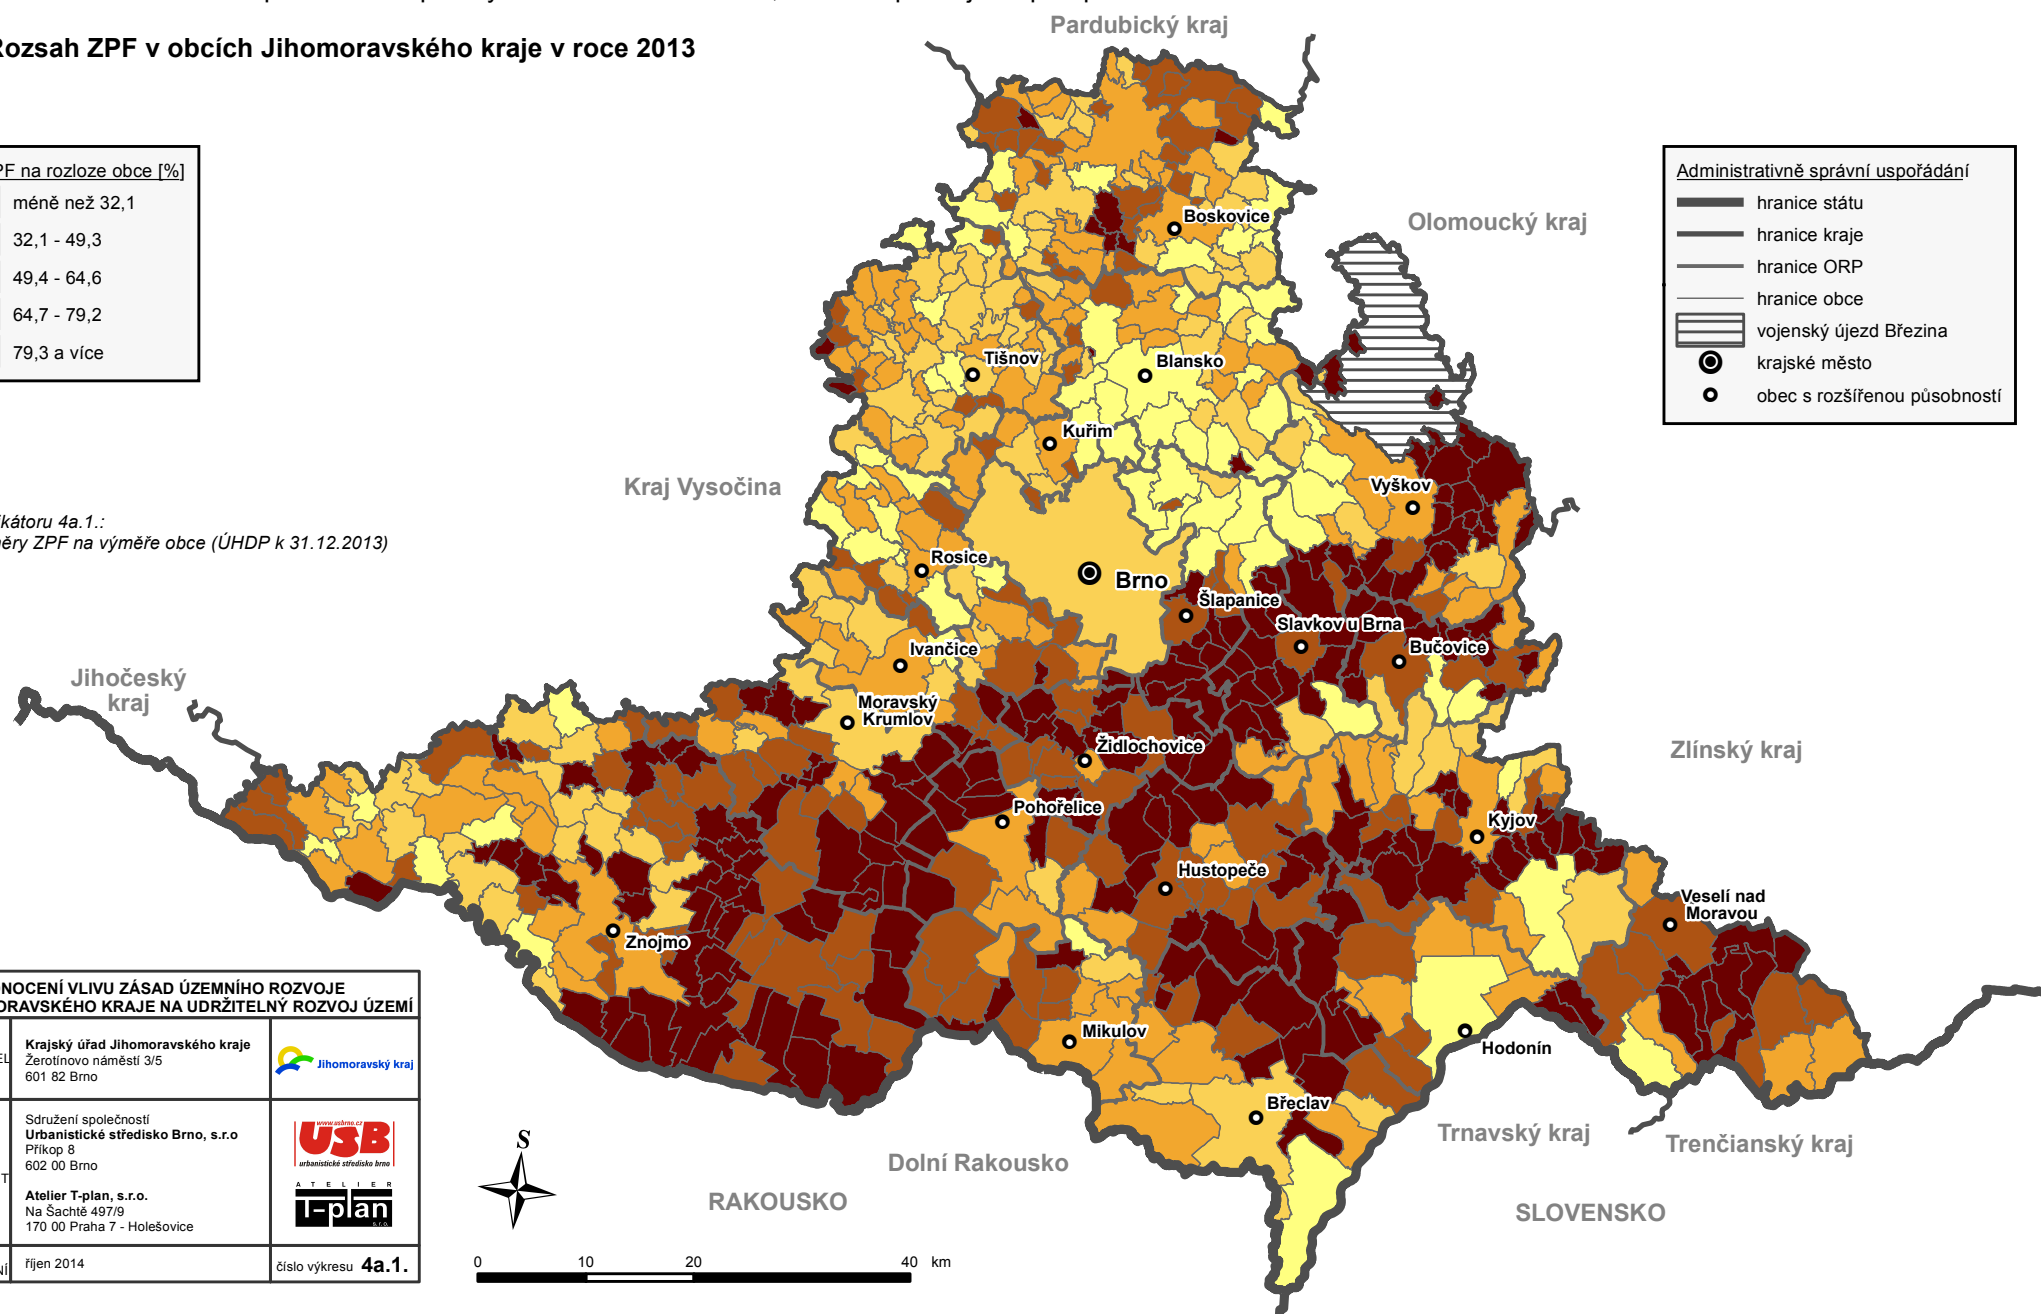 Pardubický kraj
Rozsah ZPF v obcích Jihomoravského kraje v roce 2013
PF na rozloze obce [%]
méně než 32,1
32,1 - 49,3
49,4 - 64,6
64,7 - 79,2
79,3 a více
Administrativně správní uspořádání
hranice státu
hranice kraje
hranice ORP
hranice obce
vojenský újezd Březina
krajské město
obec s rozšířenou působností
Olomoucký kraj
Boskovice
Tišnov
Blansko
Kuřim
Kraj Vysočina
Vyškov
Rosice
Brno
Šlapanice
Slavkov u Brna
Bučovice
Ivančice
Jihočeský
kraj
Moravský
Krumlov
Židlochovice
Zlínský kraj
Pohořelice
Kyjov
Hustopeče
Veselí nad
Moravou
Znojmo
Mikulov
Hodonín
Břeclav
Trnavský kraj
Trenčianský kraj
Dolní Rakousko
RAKOUSKO
SLOVENSKO
ikátoru 4a.1.:
ěry ZPF na výměře obce (ÚHDP k 31.12.2013)
NOCENÍ VLIVU ZÁSAD ÚZEMNÍHO ROZVOJE
ORAVSKÉHO KRAJE NA UDRŽITELNÝ ROZVOJ ÚZEMÍ
EL
Krajský úřad Jihomoravského kraje
Žerotínovo náměstí 3/5
601 82 Brno
Jihomoravský kraj
T
Sdružení společností
Urbanistické středisko Brno, s.r.o
Příkop 8
602 00 Brno
Atelier T-plan, s.r.o.
Na Šachtě 497/9
170 00 Praha 7 - Holešovice
www.usbrno.cz
USB
urbanistické středisko brno
ATELIER
T-plan
s.r.o.
NÍ
říjen 2014
číslo výkresu 4a.1.
S
0 10 20 40 km